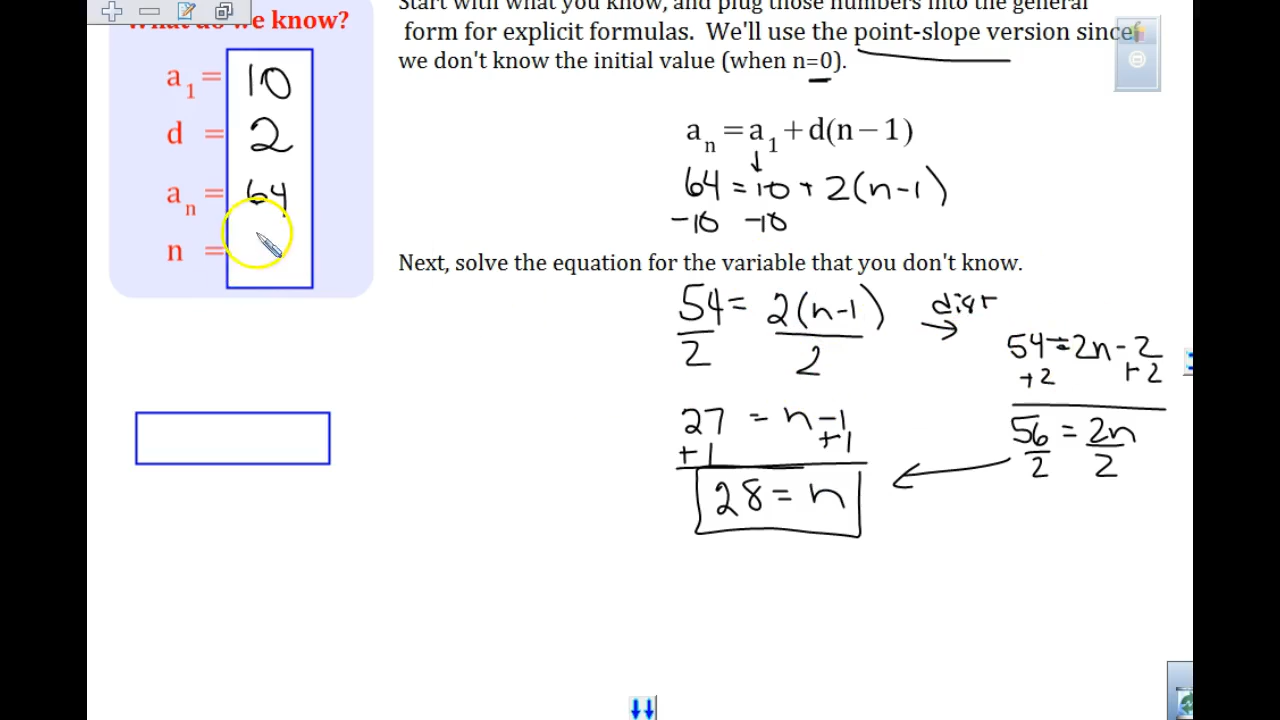 What do we know?
a1 = 10
d = 2
an = 64
n =
Start with what you know, and plug those numbers into the general
form for explicit formulas. We'll use the point-slope version since
we don't know the initial value (when n=0).
an = a1 + d(n − 1)
64 = 10 + 2(n-1)
-10 -10
Next, solve the equation for the variable that you don't know.
54 = 2(n-1)
2 2
dist
54 = 2n - 2
+2 +2
56 = 2n
2 2
27 = n - 1
+1 +1
28 = n